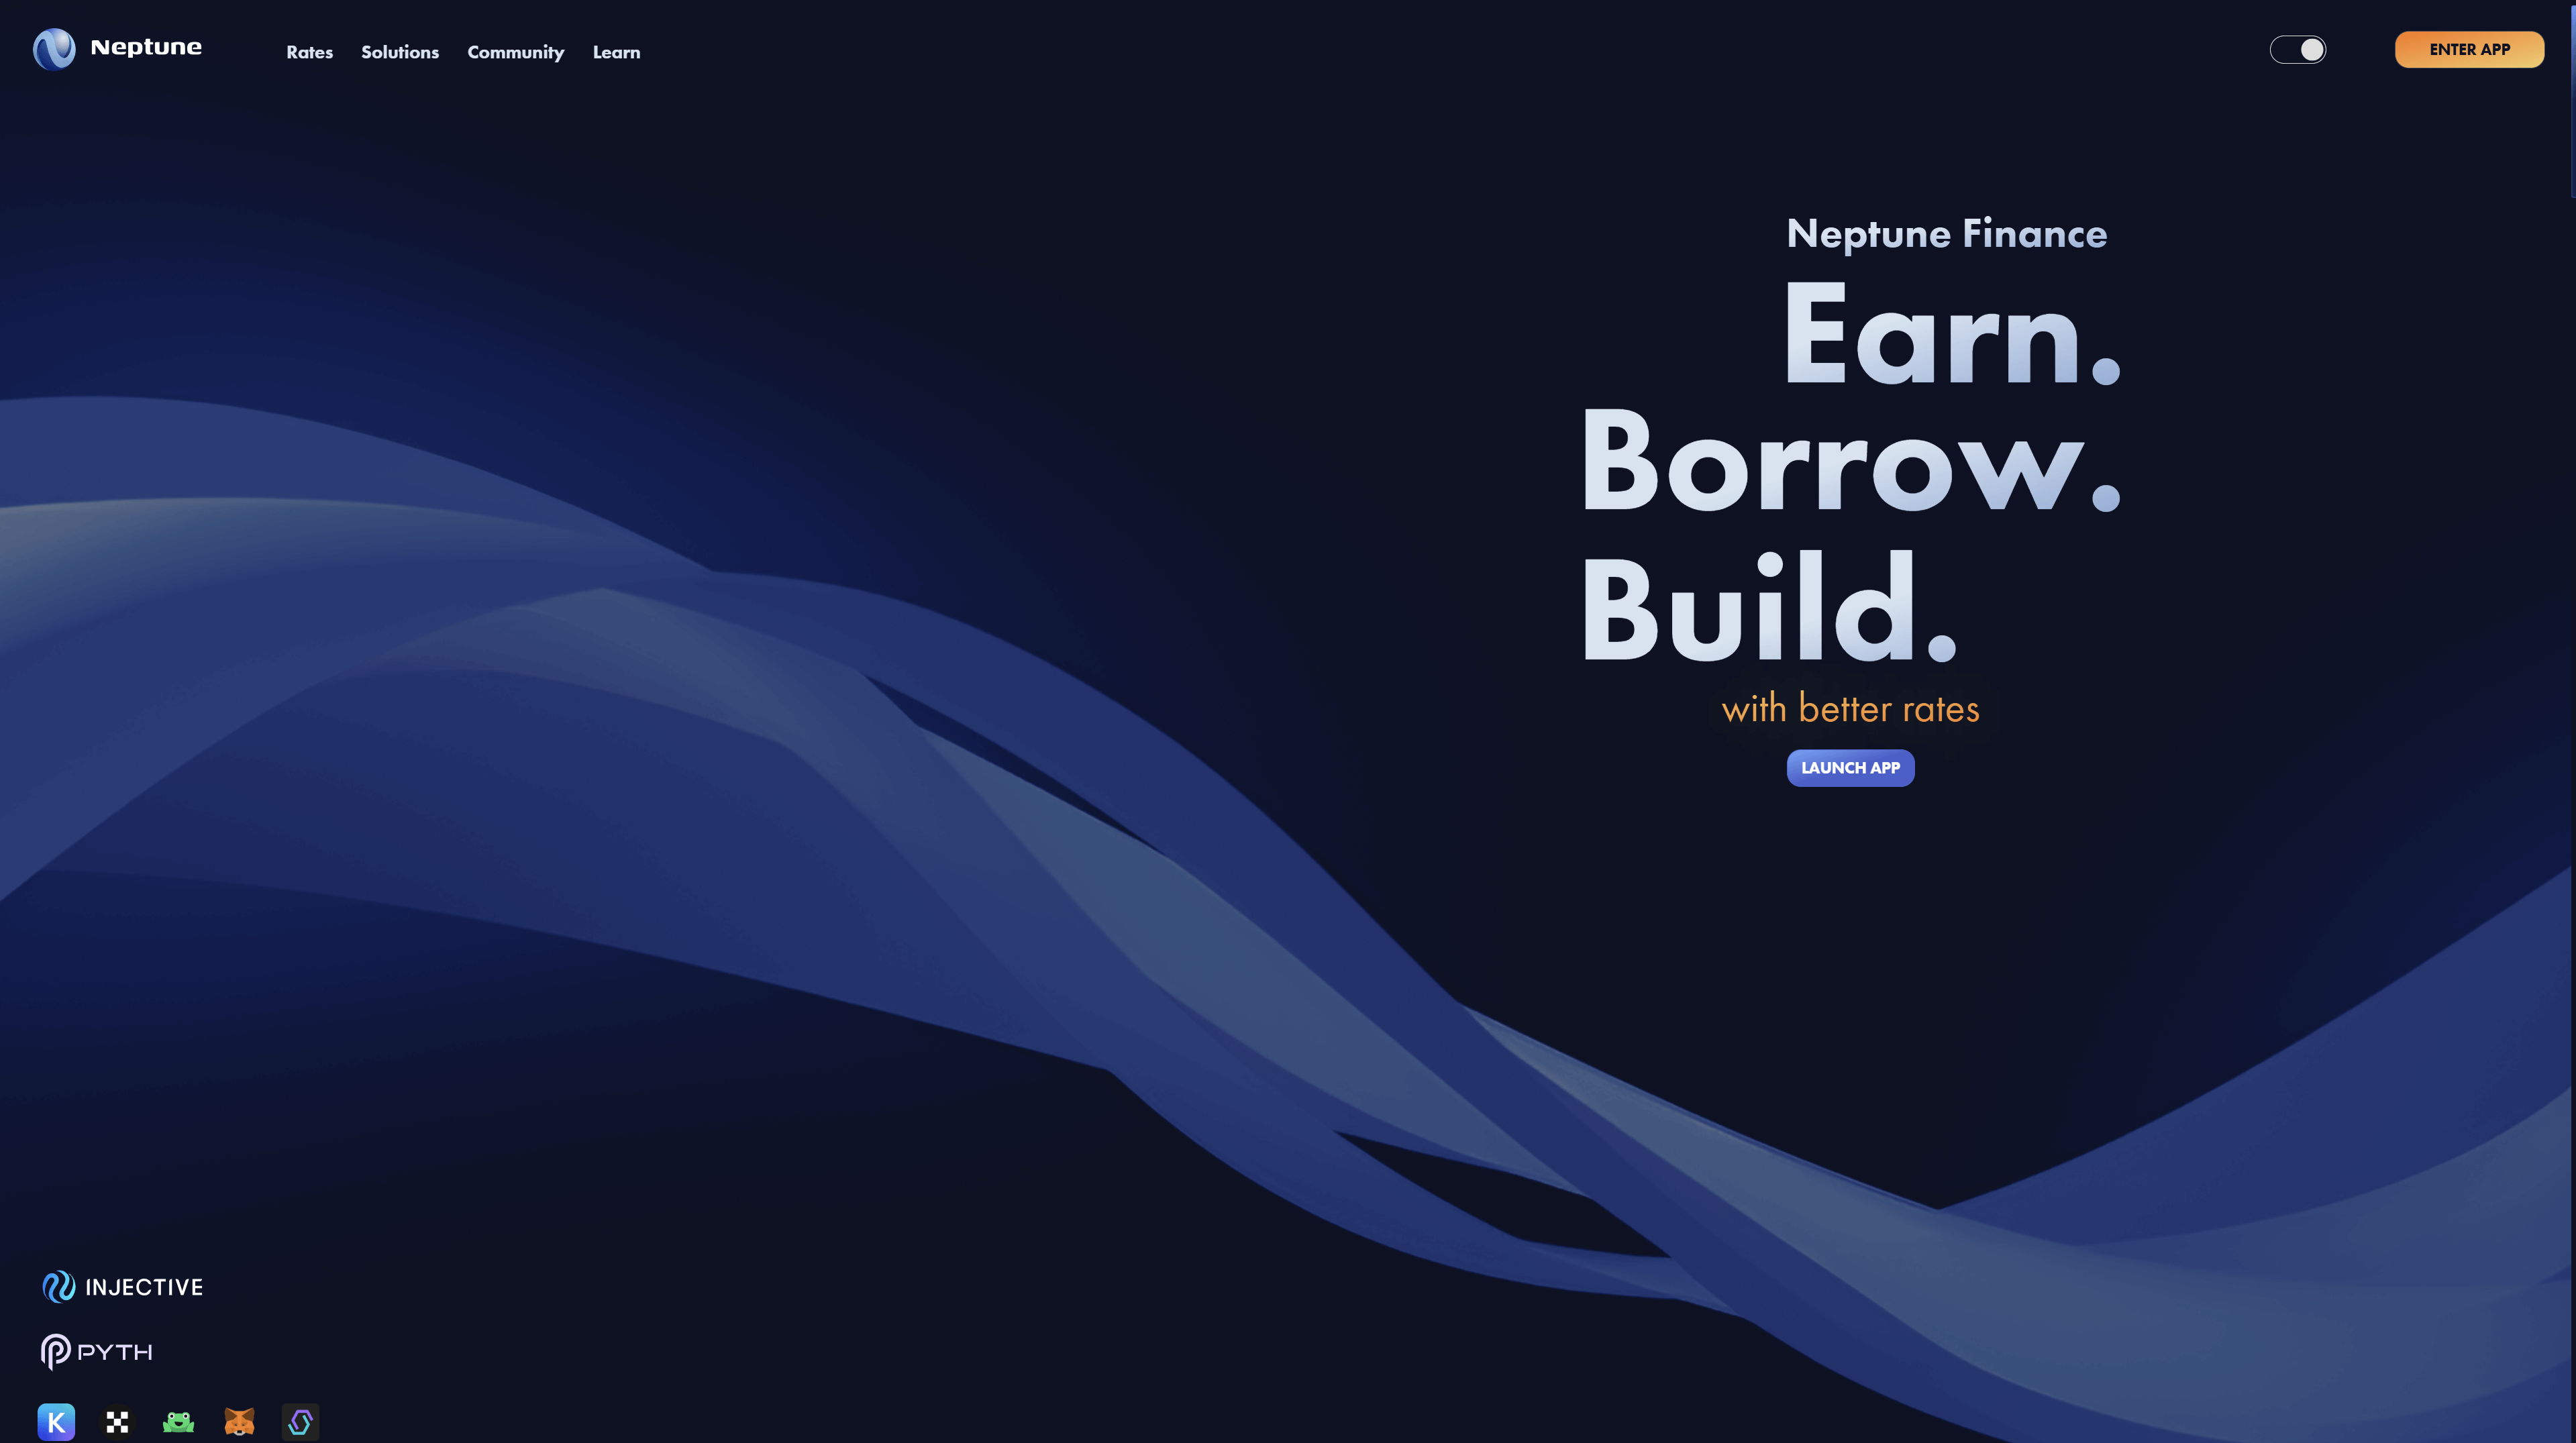 Neptune
Rates Solutions Community Learn
ENTER APP
Neptune Finance
Earn.
Borrow.
Build.
with better rates
LAUNCH APP
INJECTIVE
PYTH
K